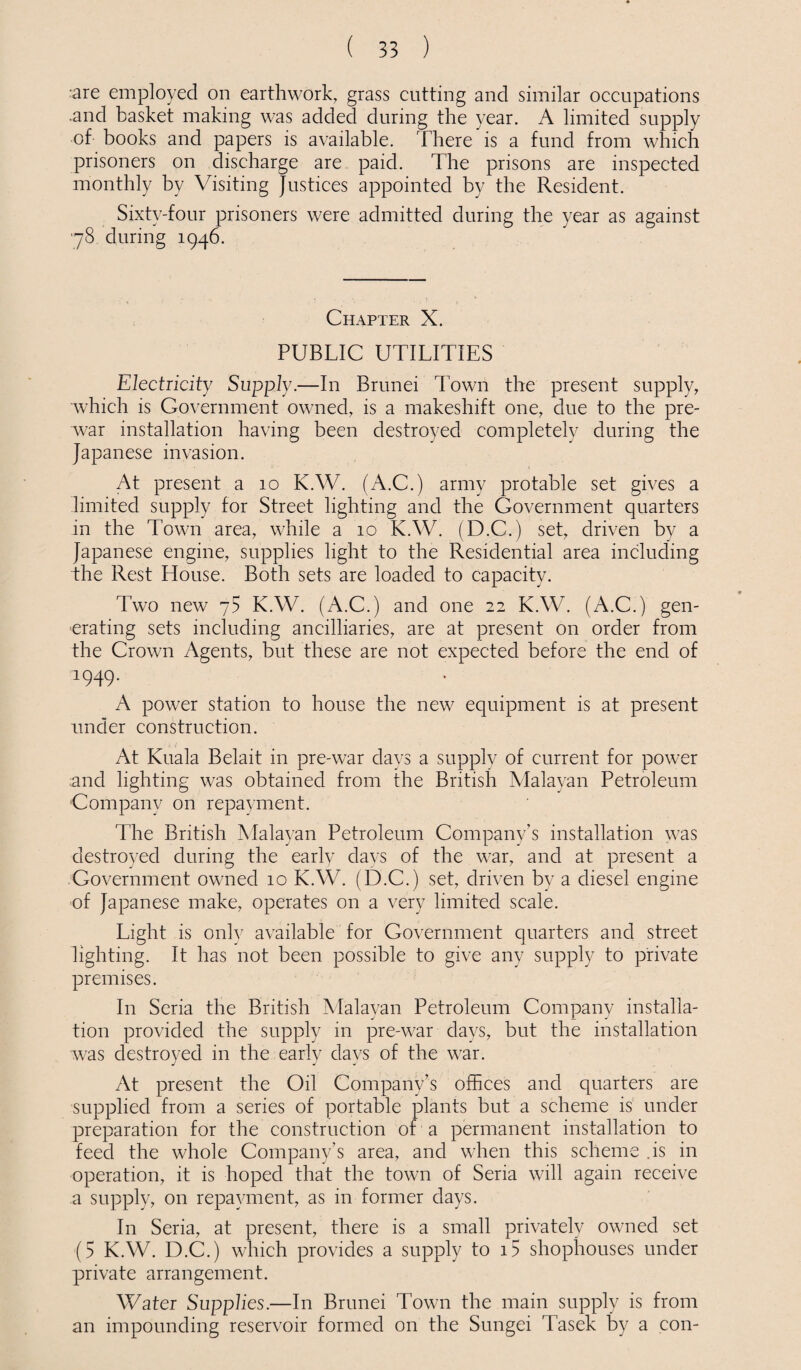 ( 33 )
are employed on earthwork, grass cutting and similar occupations
and basket making was added during the year. A limited supply
of books and papers is available. There is a fund from which
prisoners on discharge are paid. The prisons are inspected
monthly by Visiting Justices appointed by the Resident.
Sixty-four prisoners were admitted during the year as against
78 during 1946.
Chapter X.
PUBLIC UTILITIES
Electricity Supply.—In Brunei Town the present supply,
which is Government owned, is a makeshift one, due to the pre-
war installation having been destroyed completely during the
Japanese invasion.
At present a 10 K.W. (A.C.) army protable set gives a
limited supply for Street lighting and the Government quarters
in the Town area, while a 10 K.W. (D.C.) set, driven by a
Japanese engine, supplies light to the Residential area including
the Rest House. Both sets are loaded to capacity.
Two new 75 K.W. (A.C.) and one 22 K.W. (A.C.) gen-
erating sets including ancilliaries, are at present on order from
the Crown Agents, but these are not expected before the end of
1949.
A power station to house the new equipment is at present
under construction.
At Kuala Belait in pre-war days a supply of current for power
and lighting was obtained from the British Malayan Petroleum
Company on repayment.
The British Malayan Petroleum Company's installation was
destroyed during the early days of the war, and at present a
Government owned 10 K.W. (D.C.) set, driven by a diesel engine
of Japanese make, operates on a very limited scale.
Light is only available for Government quarters and street
lighting. It has not been possible to give any supply to private
premises.
In Seria the British Malayan Petroleum Company installa-
tion provided the supply in pre-war days, but the installation
was destroyed in the early days of the war.
At present the Oil Company's offices and quarters are
supplied from a series of portable plants but a scheme is under
preparation for the construction of a permanent installation to
feed the whole Company's area, and when this scheme is in
operation, it is hoped that the town of Seria will again receive
a supply, on repayment, as in former days.
In Seria, at present, there is a small privately owned set
(5 K.W. D.C.) which provides a supply to 15 shophouses under
private arrangement.
Water Supplies.—In Brunei Town the main supply is from
an impounding reservoir formed on the Sungei Tasek by a con-